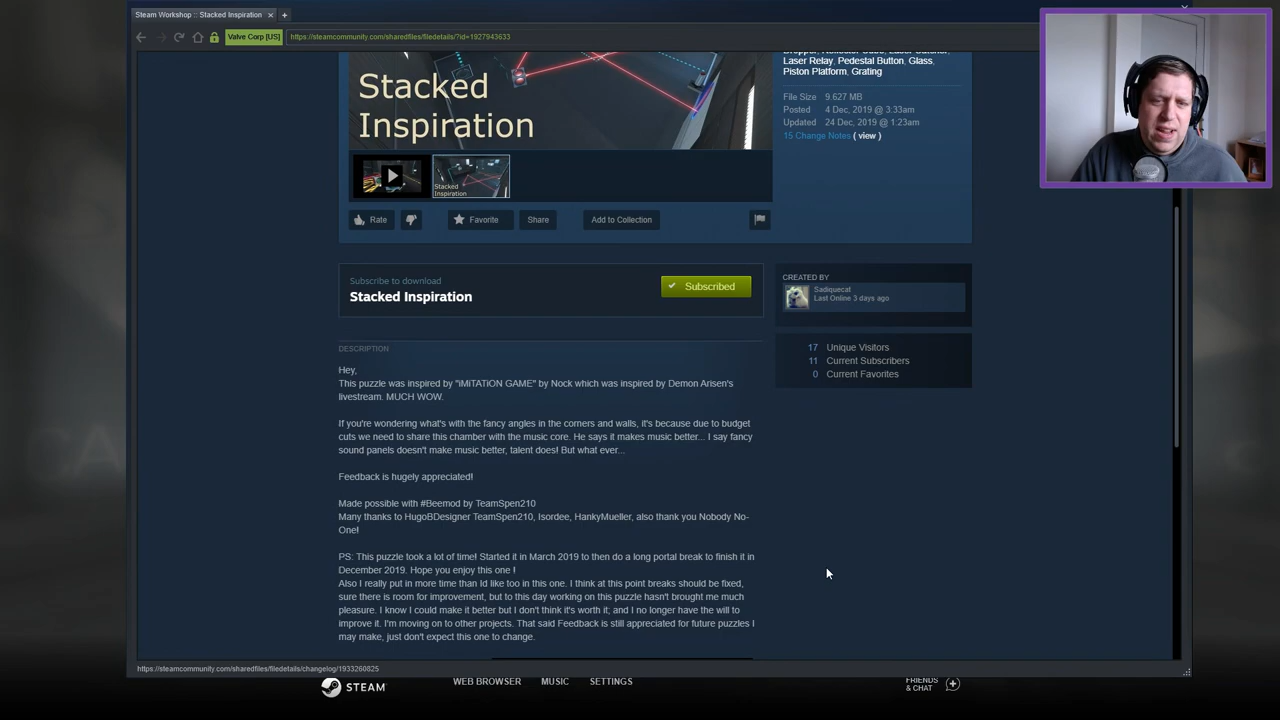 Steam Workshop :: Stacked Inspiration
Valve Corp [US]
https://steamcommunity.com/sharedfiles/filedetails/?id=1927943633
Stacked
Inspiration
Dropper, Reflector Cube, Laser Catcher,
Laser Relay, Pedestal Button, Glass,
Piston Platform, Grating
File Size 9.627 MB
Posted 4 Dec, 2019 @ 3:33am
Updated 24 Dec, 2019 @ 1:23am
15 Change Notes ( view )
Stacked
Inspiration
Rate
Favorite
Share
Add to Collection
Subscribe to download
Stacked Inspiration
Subscribed
CREATED BY
Sadiquecat
Last Online 3 days ago
17 Unique Visitors
11 Current Subscribers
0 Current Favorites
DESCRIPTION
Hey,
This puzzle was inspired by "IMiTATiON GAME" by Nock which was inspired by Demon Arisen's
livestream. MUCH WOW.
If you're wondering what's with the fancy angles in the corners and walls, it's because due to budget
cuts we need to share this chamber with the music core. He says it makes music better... I say fancy
sound panels doesn't make music better, talent does! But what ever...
Feedback is hugely appreciated!
Made possible with #Beemod by TeamSpen210
Many thanks to HugoBDesigner TeamSpen210, Isordee, HankyMueller, also thank you Nobody No-
One!
PS: This puzzle took a lot of time! Started it in March 2019 to then do a long portal break to finish it in
December 2019. Hope you enjoy this one !
Also I really put in more time than Id like too in this one. I think at this point breaks should be fixed,
sure there is room for improvement, but to this day working on this puzzle hasn't brought me much
pleasure. I know I could make it better but I don't think it's worth it; and I no longer have the will to
improve it. I'm moving on to other projects. That said Feedback is still appreciated for future puzzles I
may make, just don't expect this one to change.
https://steamcommunity.com/sharedfiles/filedetails/changelog/1933260825
STEAM
WEB BROWSER
MUSIC
SETTINGS
FRIENDS
& CHAT